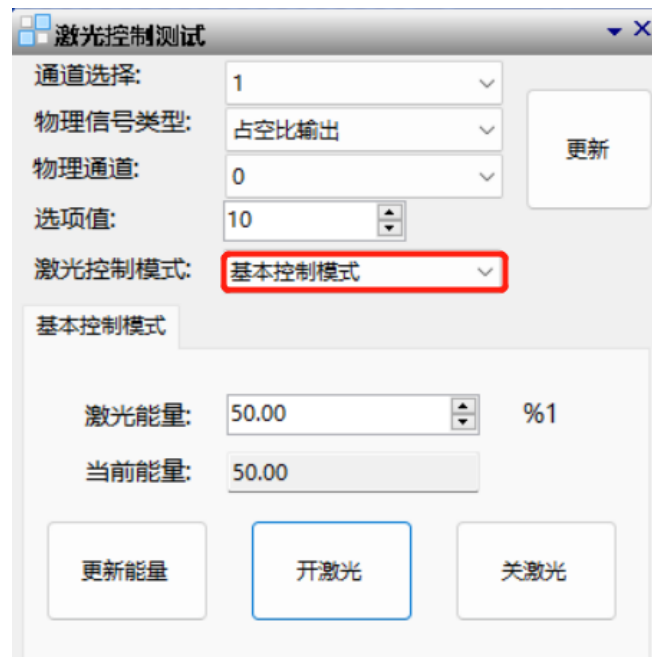 激光控制测试
通道选择: 1
物理信号类型: 占空比输出
更新
物理通道: 0
选项值: 10
激光控制模式: 基本控制模式
基本控制模式
激光能量: 50.00 %1
当前能量: 50.00
更新能量 开激光 关激光